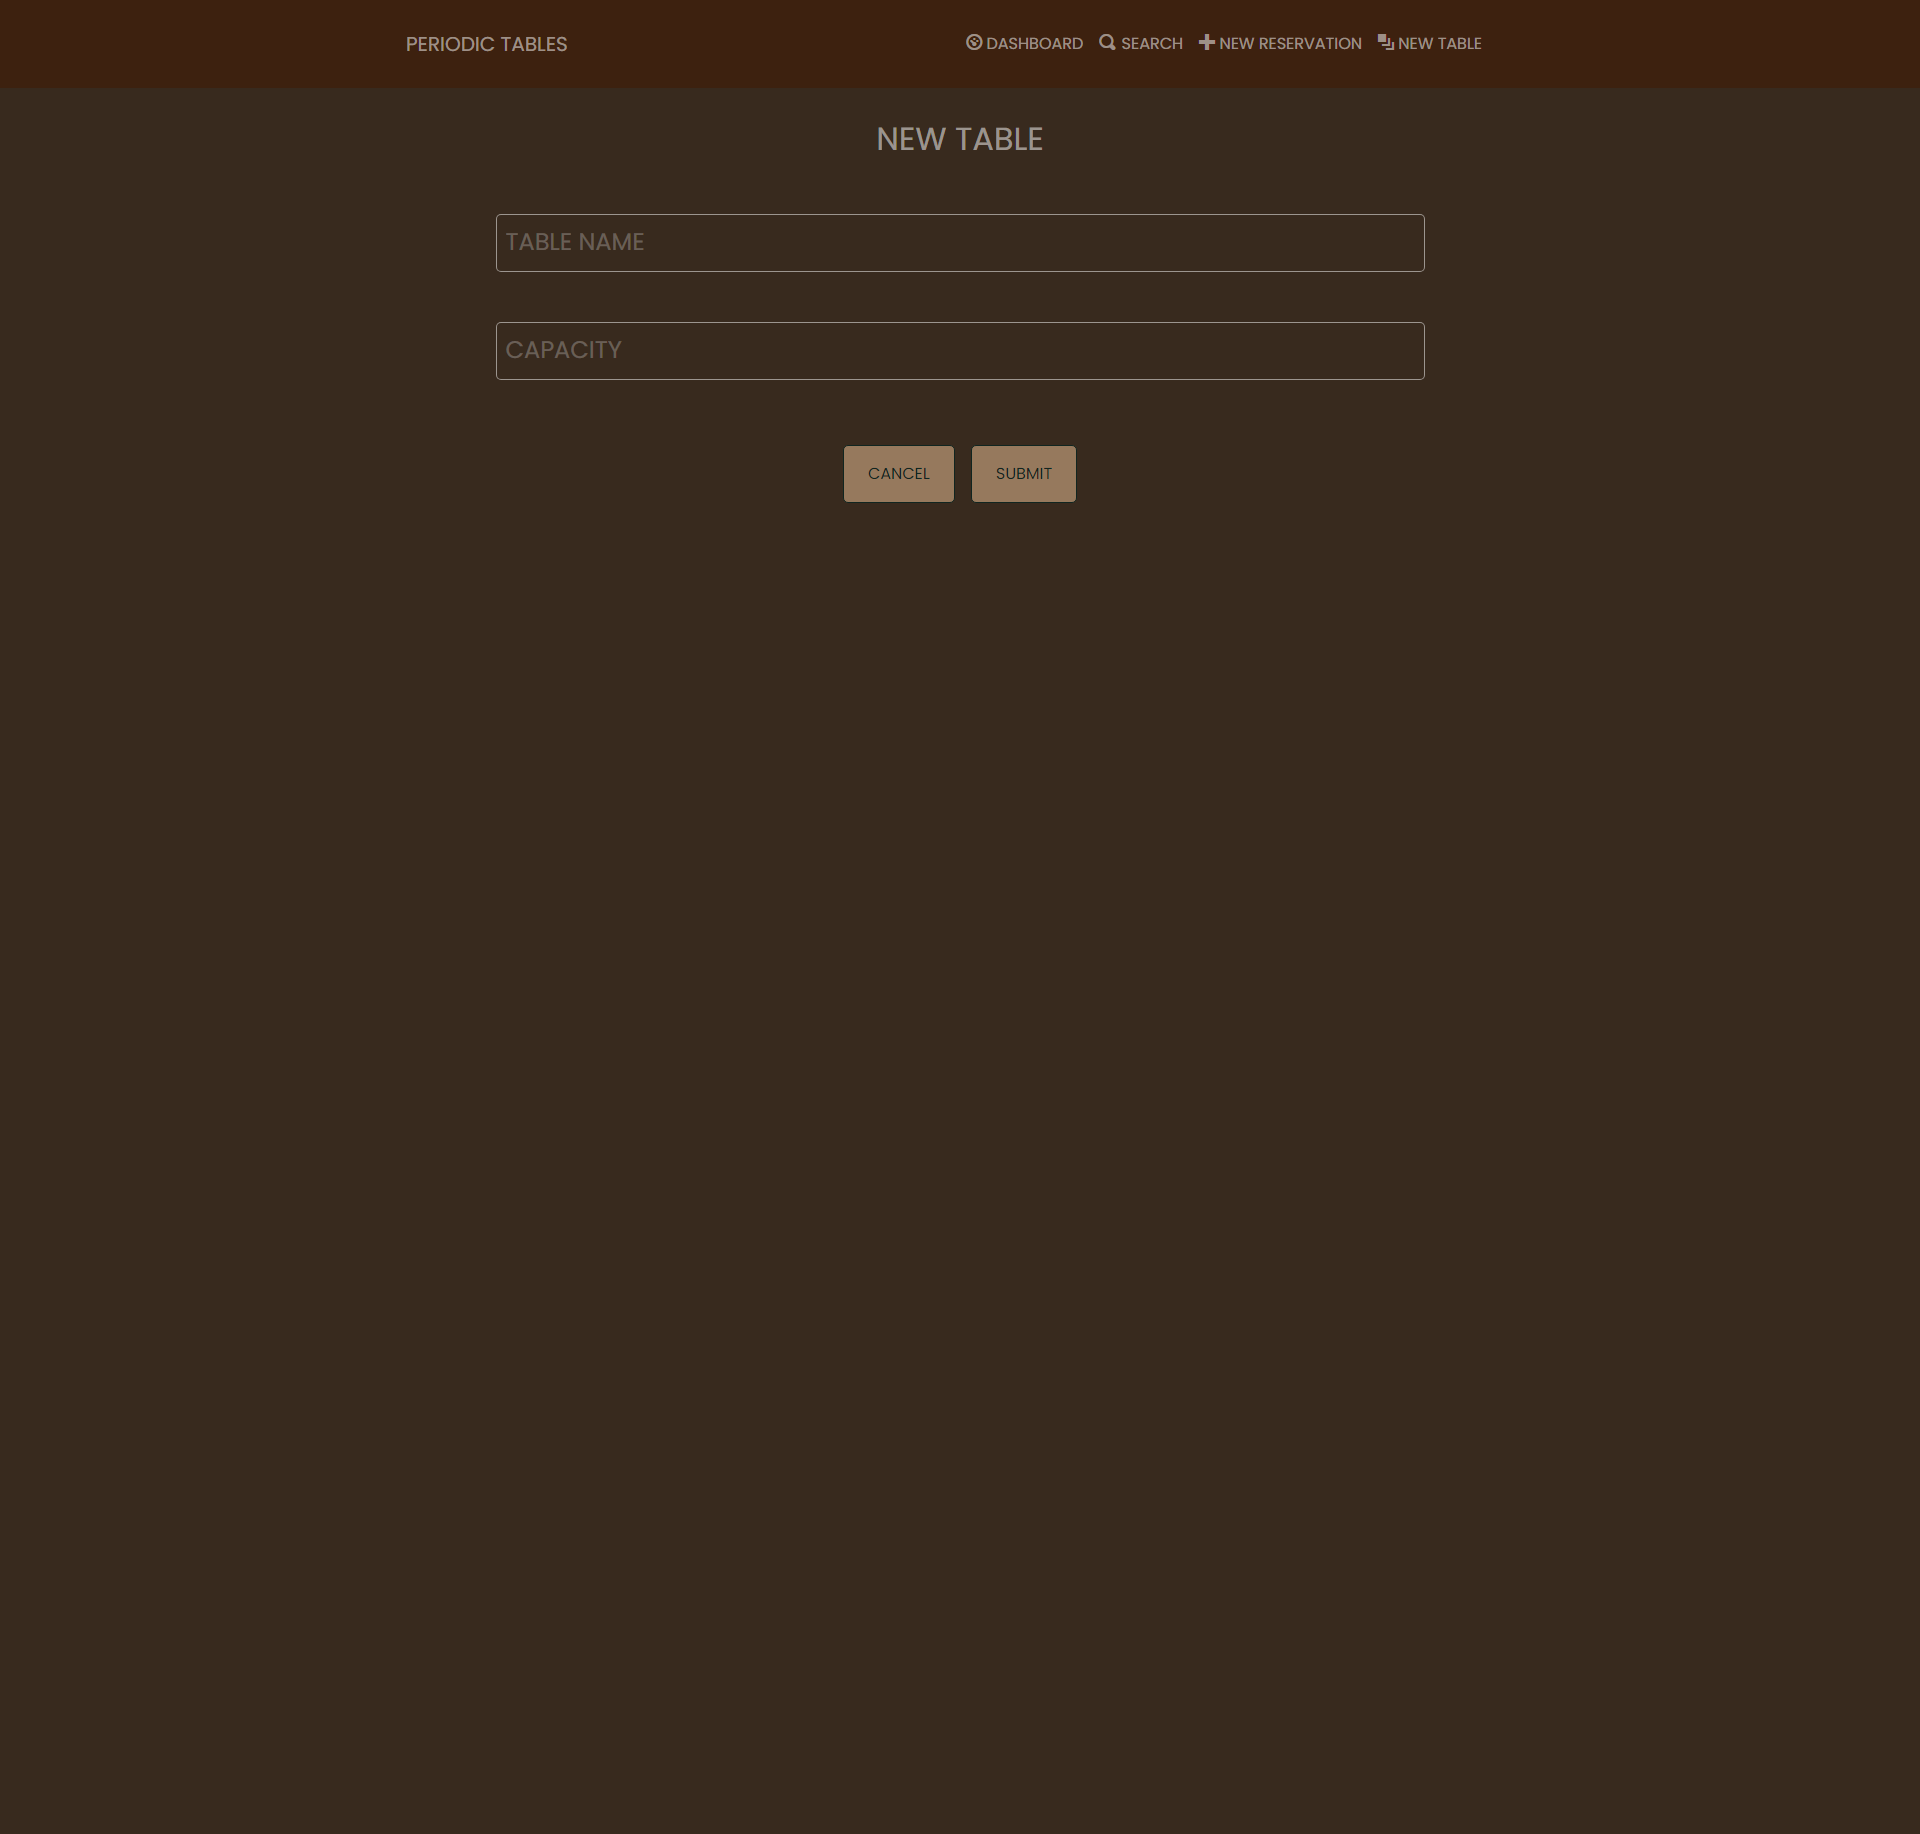 PERIODIC TABLES
DASHBOARD SEARCH NEW RESERVATION NEW TABLE
NEW TABLE
TABLE NAME
CAPACITY
CANCEL SUBMIT